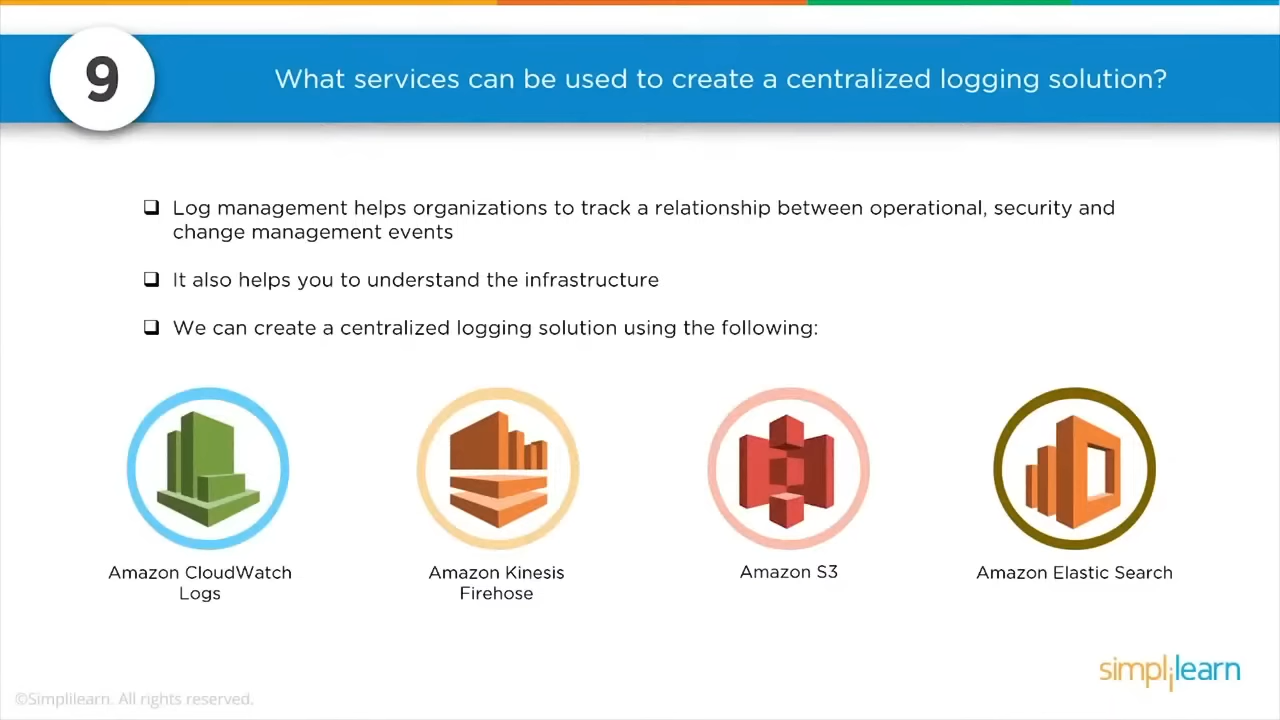 9
What services can be used to create a centralized logging solution?
Log management helps organizations to track a relationship between operational, security and
change management events
It also helps you to understand the infrastructure
We can create a centralized logging solution using the following:
Amazon CloudWatch
Logs
Amazon Kinesis
Firehose
Amazon S3
Amazon Elastic Search
simplilearn
©Simplilearn. All rights reserved.